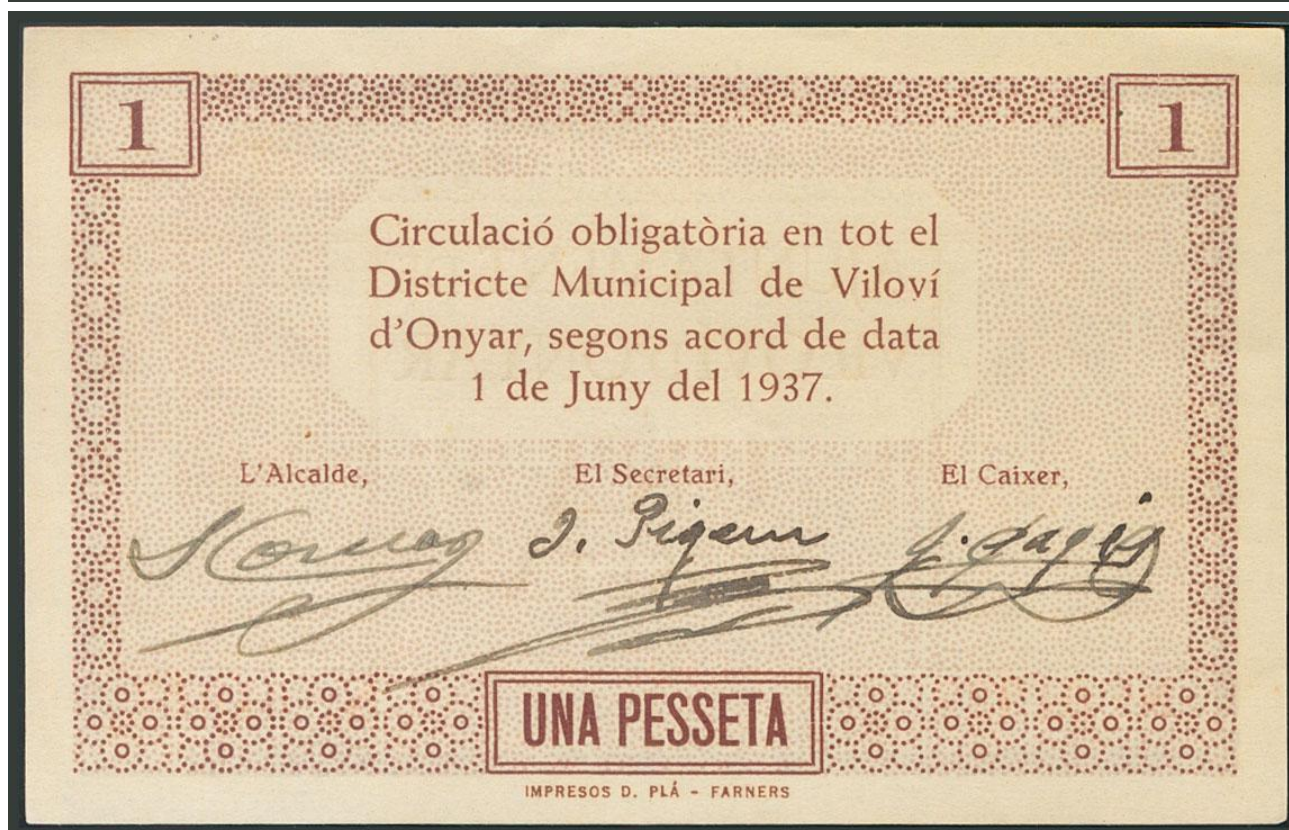 1 1
Circulació obligatòria en tot el
Districte Municipal de Viloví
d'Onyar, segons acord de data
1 de Juny del 1937.
L'Alcalde, El Secretari, El Caixer,
J. Pigem
UNA PESSETA
IMPRESOS D. PLÁ - FARNERS